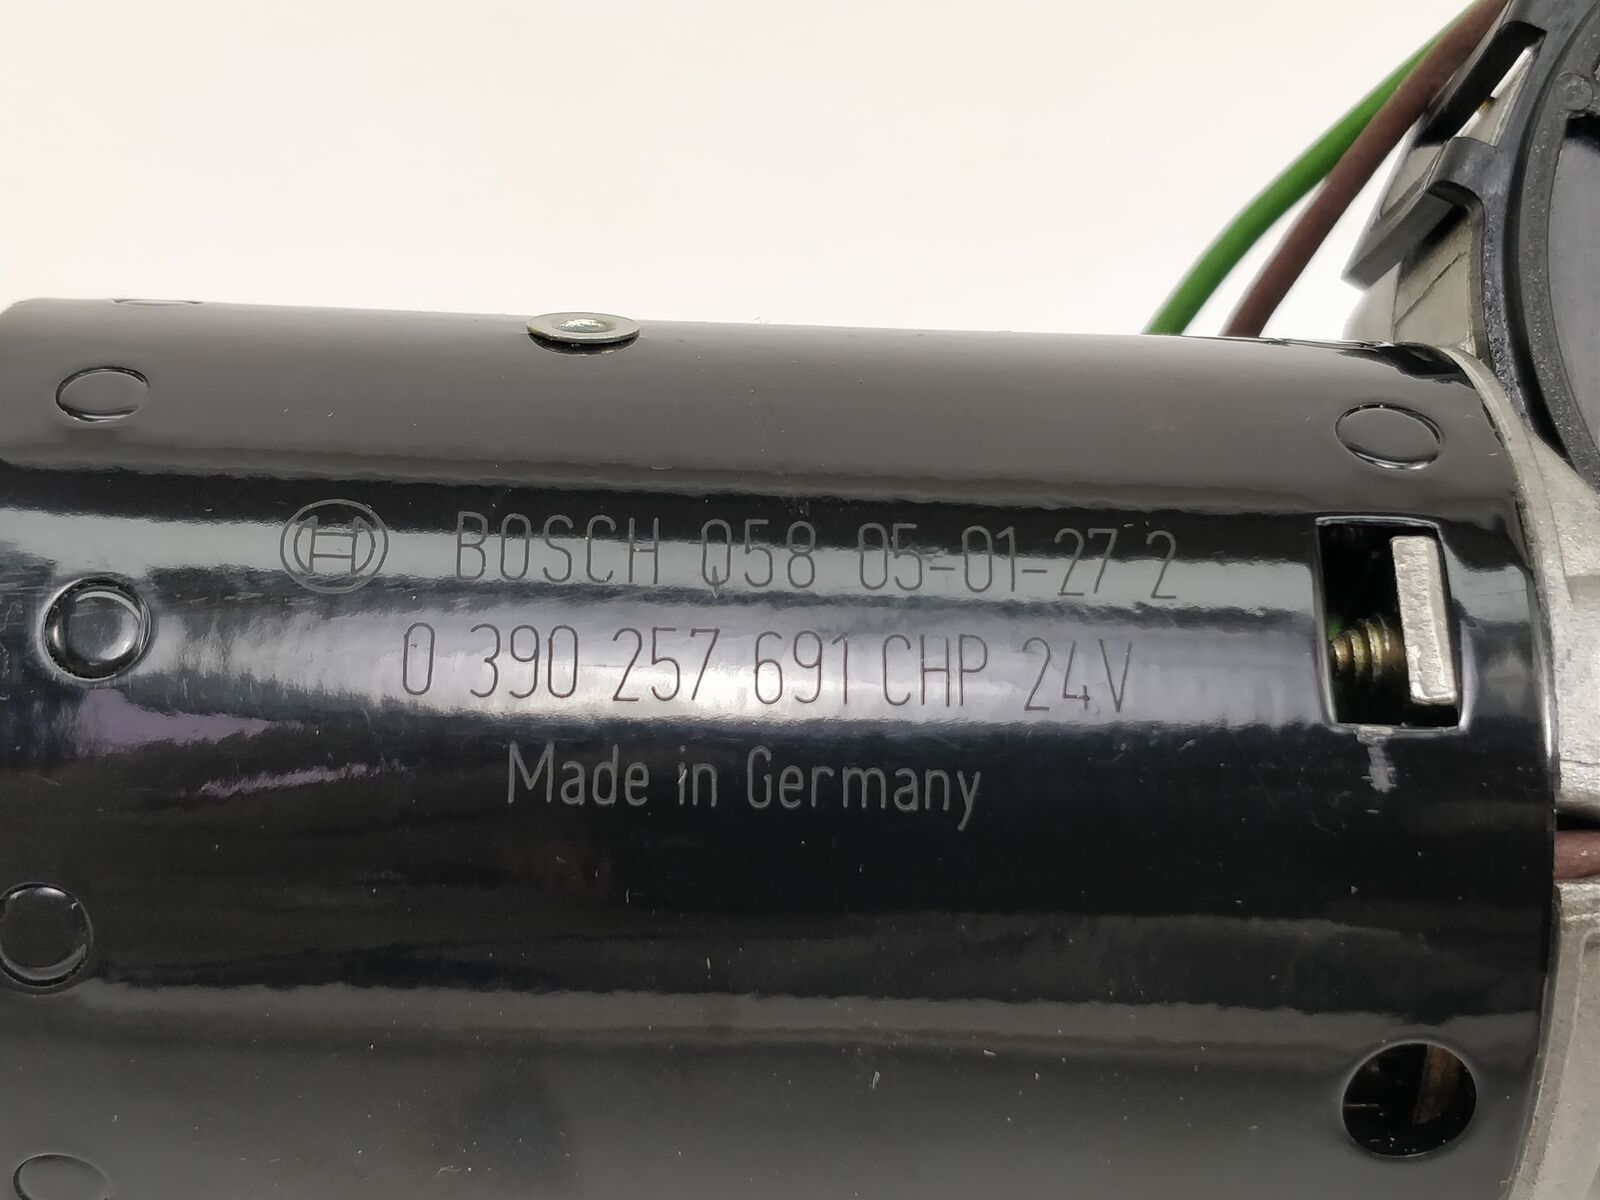 BOSCH Q58 05-01-27 2
0 390 257 691 CHP 24V
Made in Germany